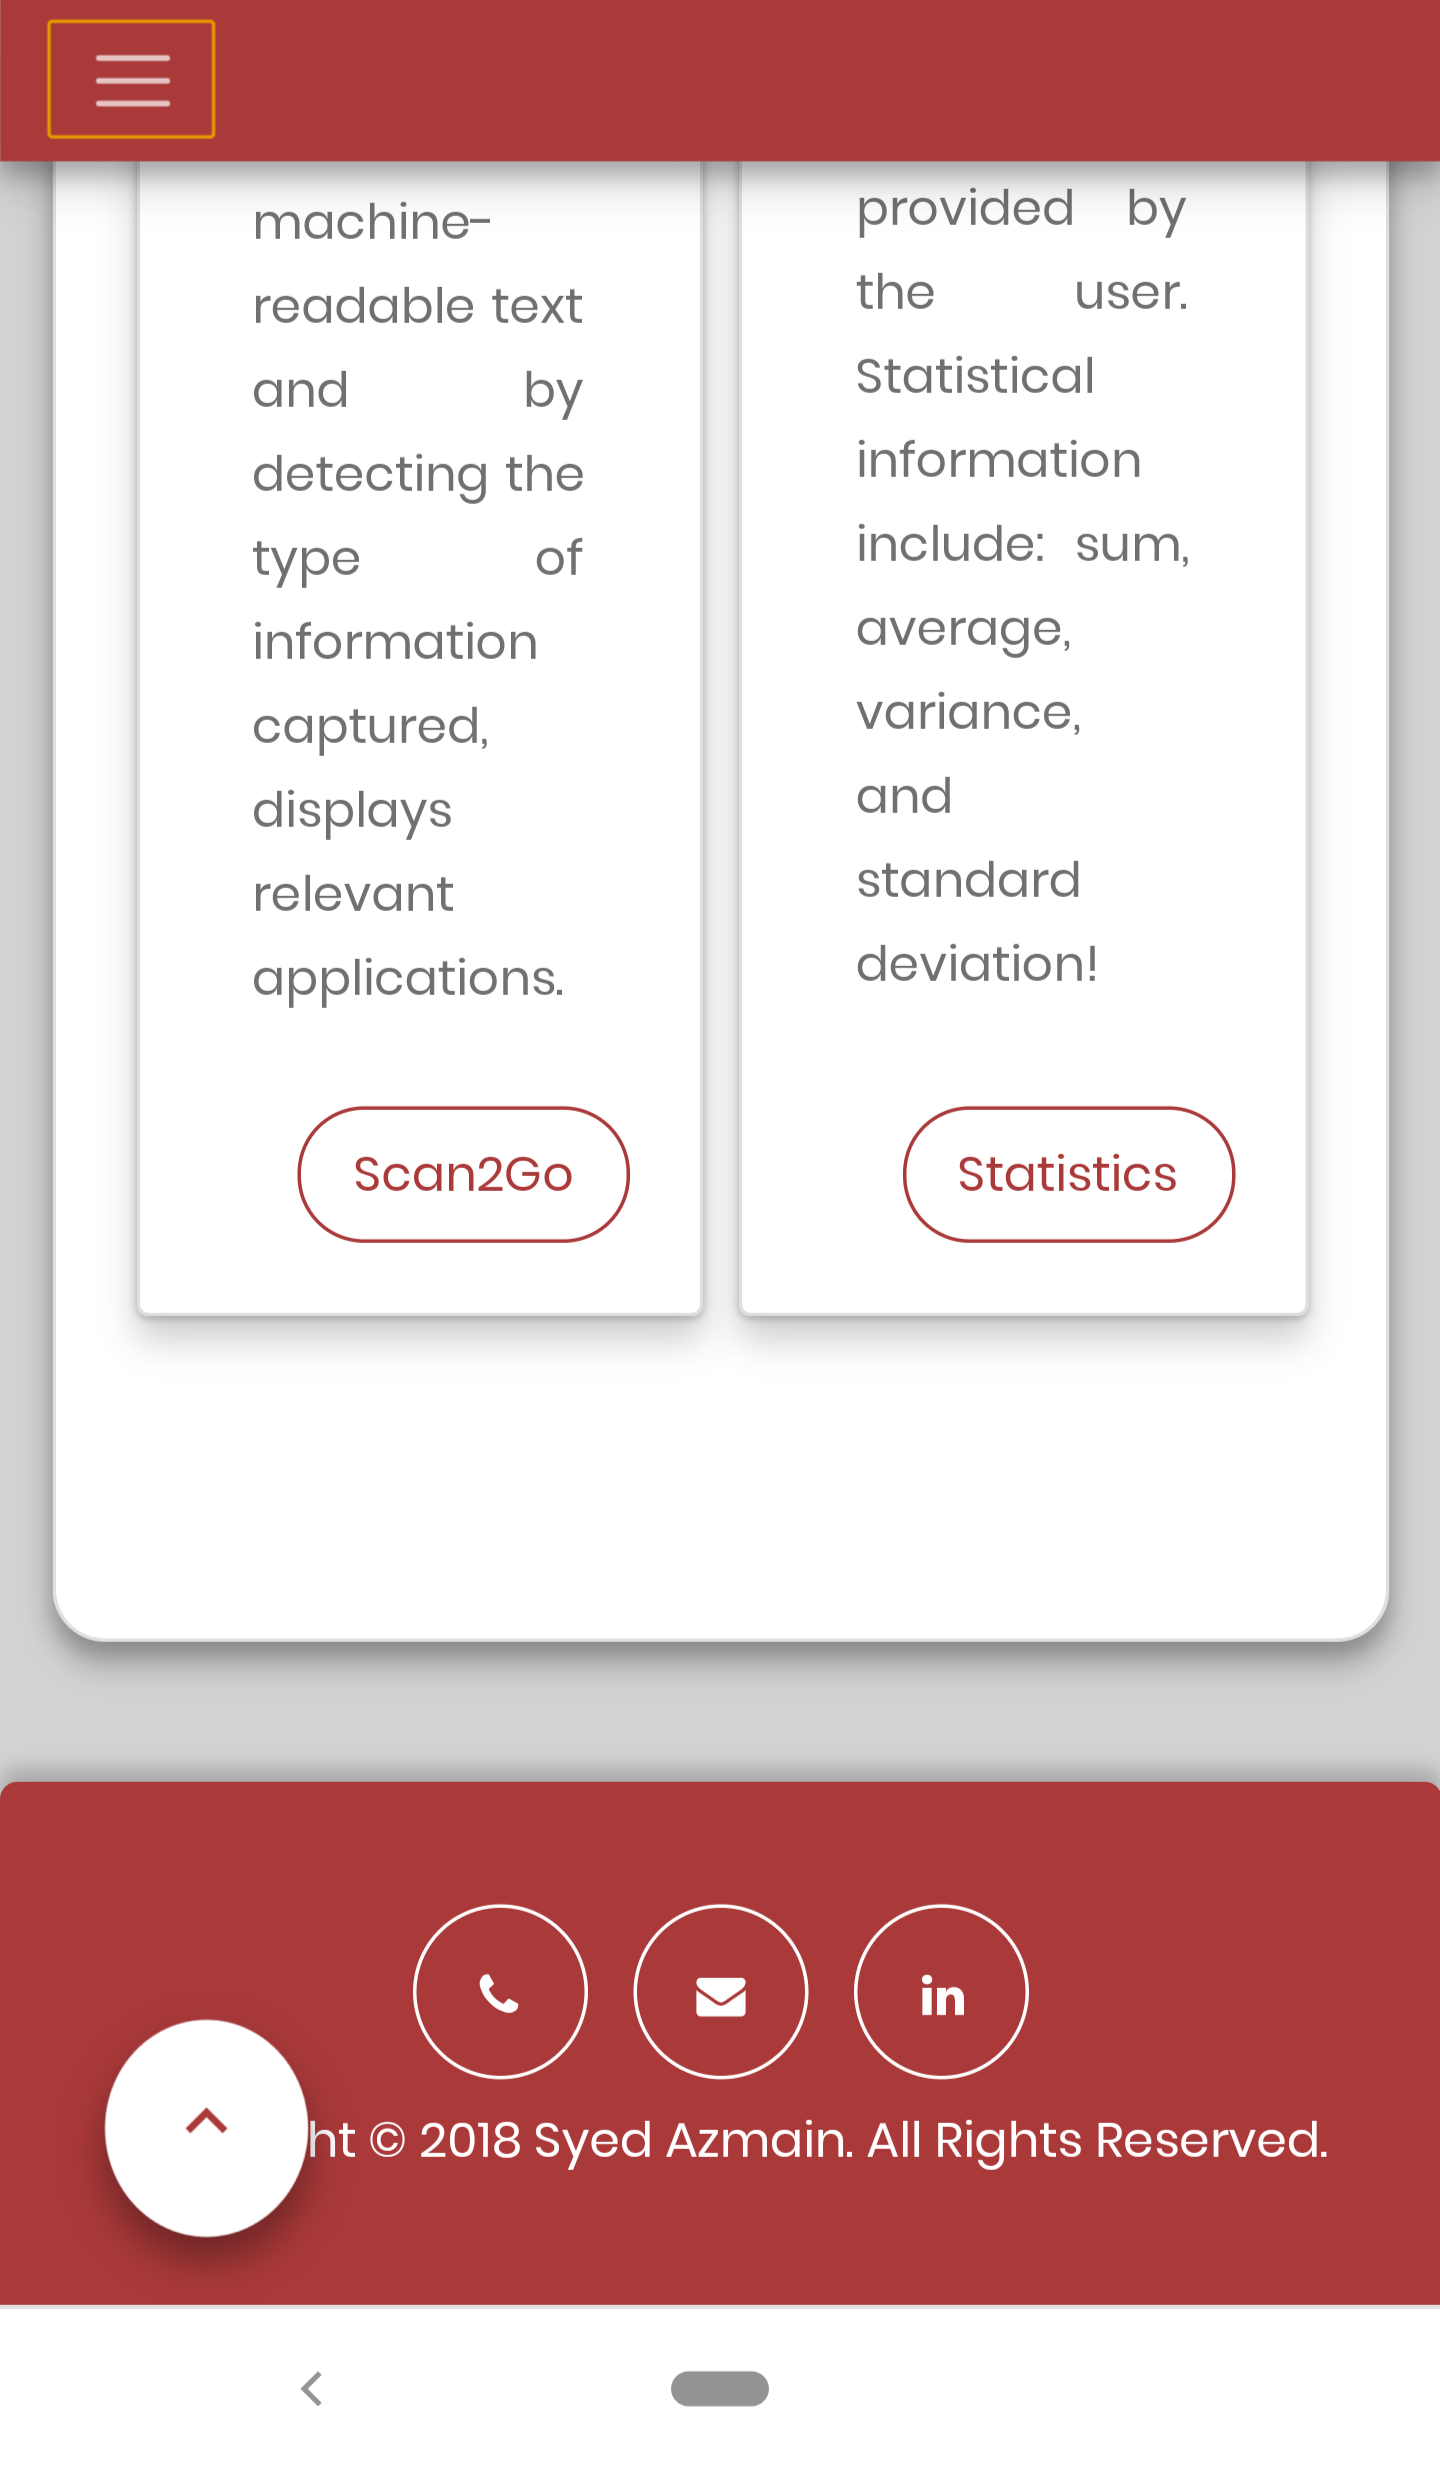 machine-
readable text
and by
detecting the
type of
information
captured,
displays
relevant
applications.
Scan2Go
provided by
the user.
Statistical
information
include: sum,
average,
variance,
and
standard
deviation!
Statistics
in
ht © 2018 Syed Azmain. All Rights Reserved.